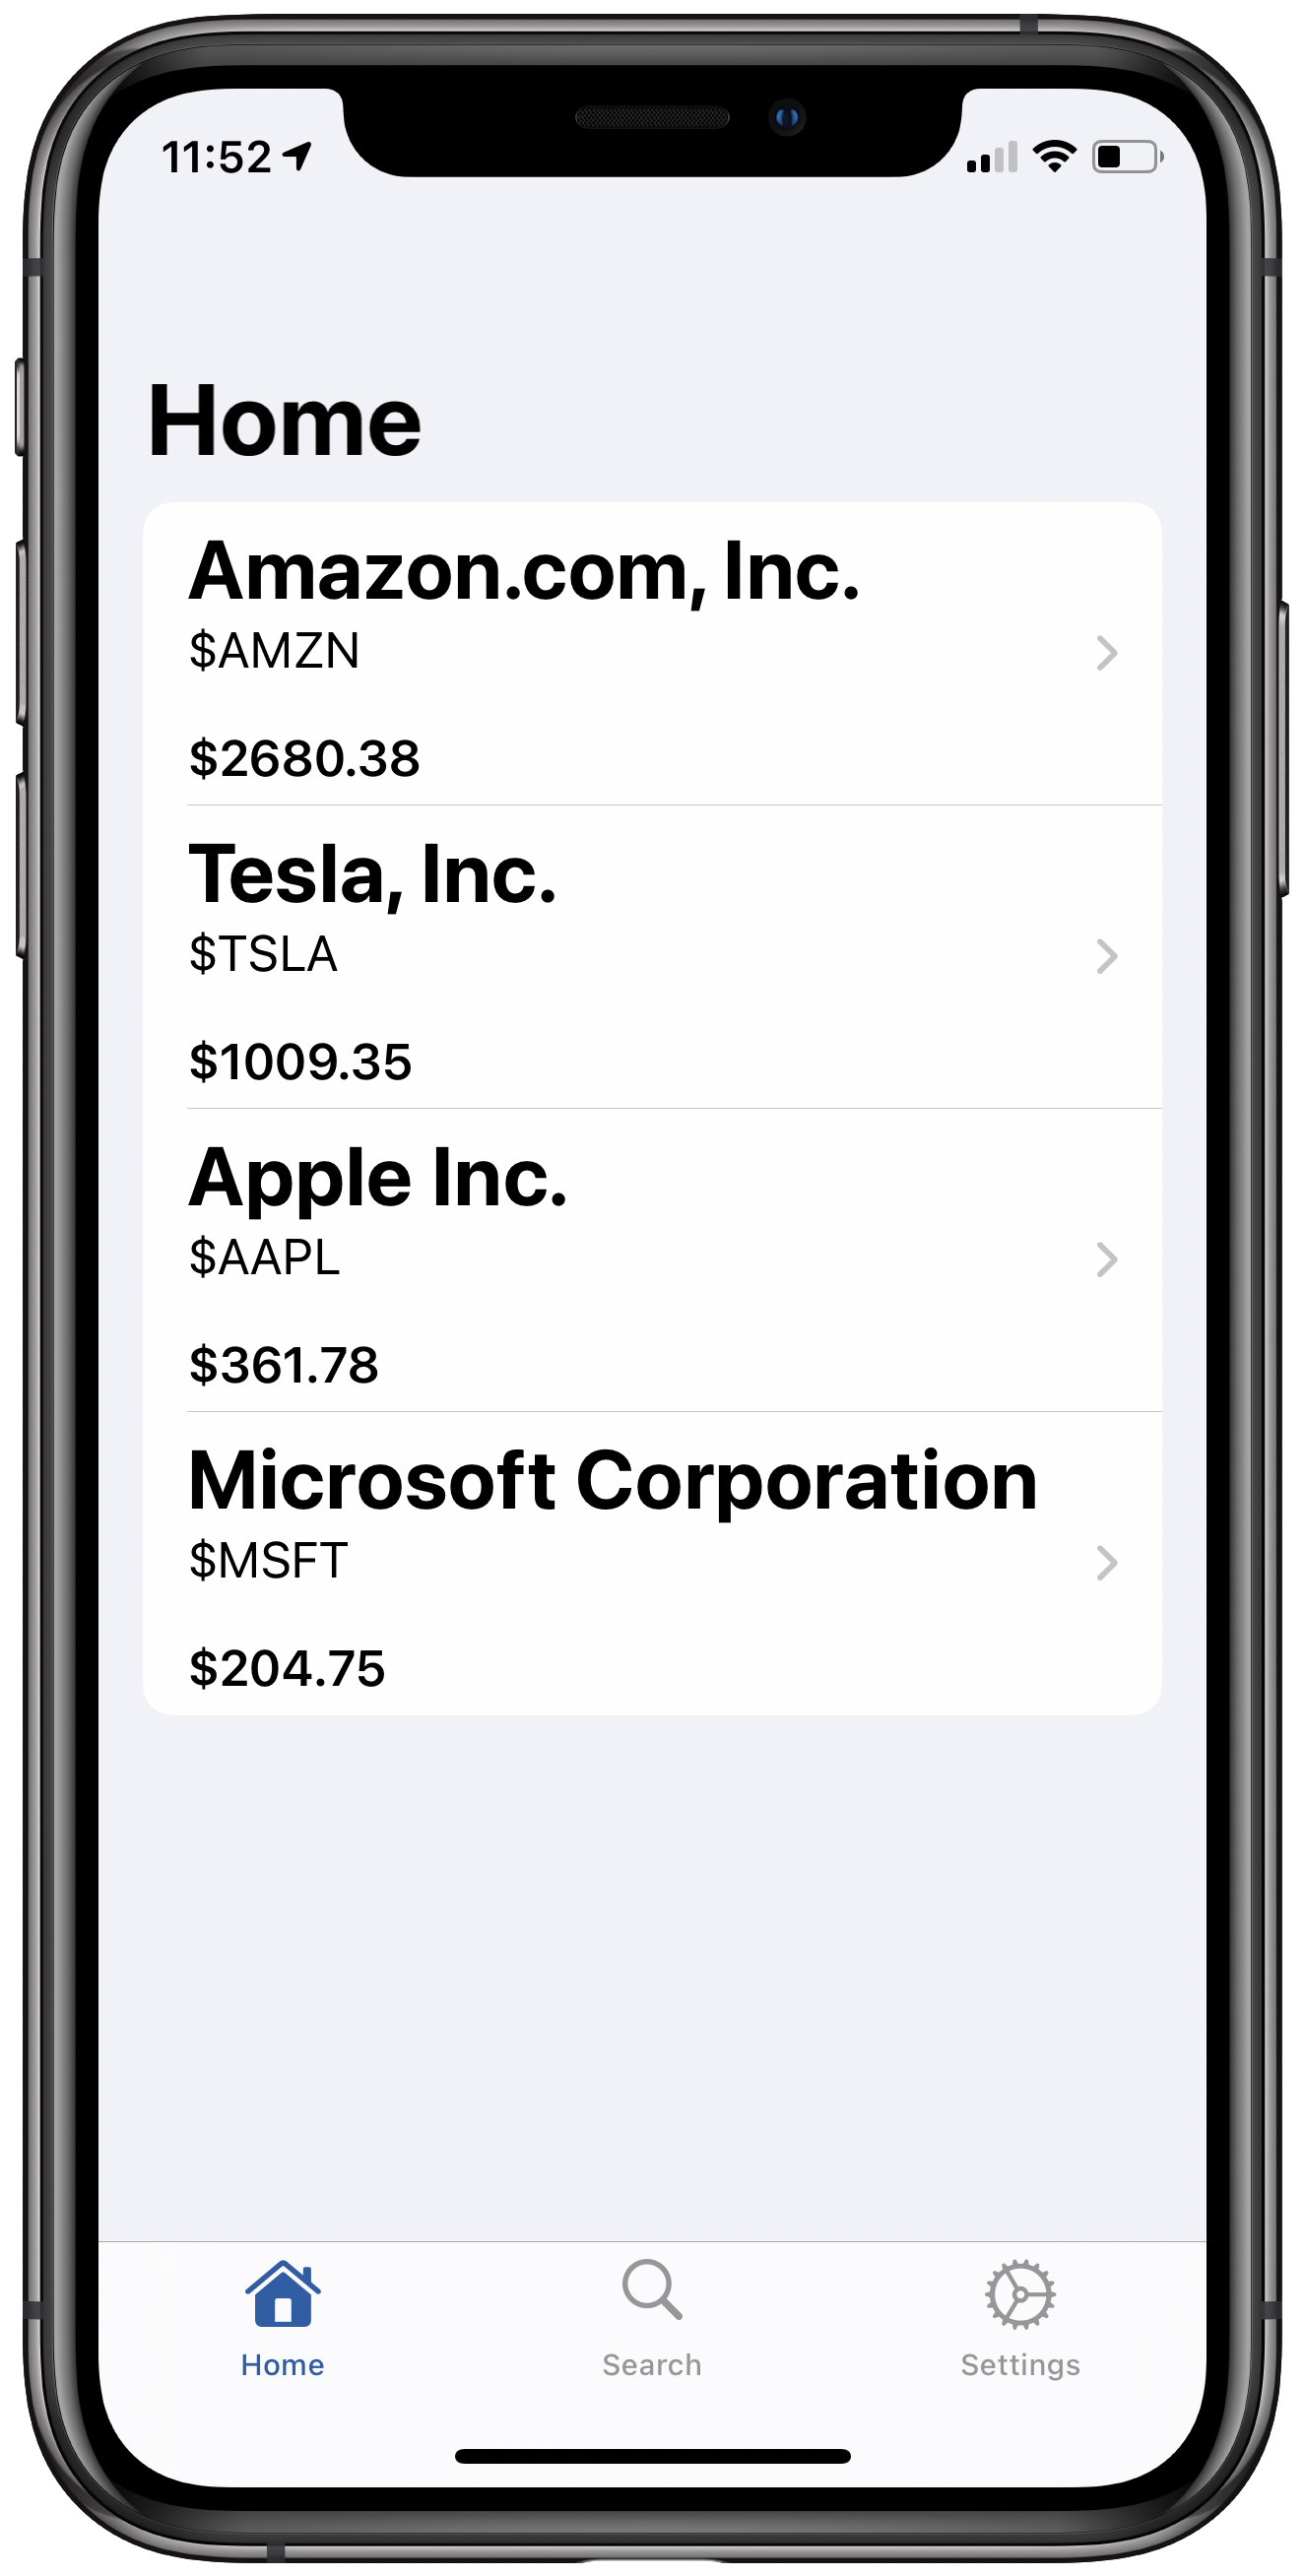 11:52
Home
Amazon.com, Inc.
$AMZN
$2680.38
Tesla, Inc.
$TSLA
$1009.35
Apple Inc.
$AAPL
$361.78
Microsoft Corporation
$MSFT
$204.75
Home Search Settings